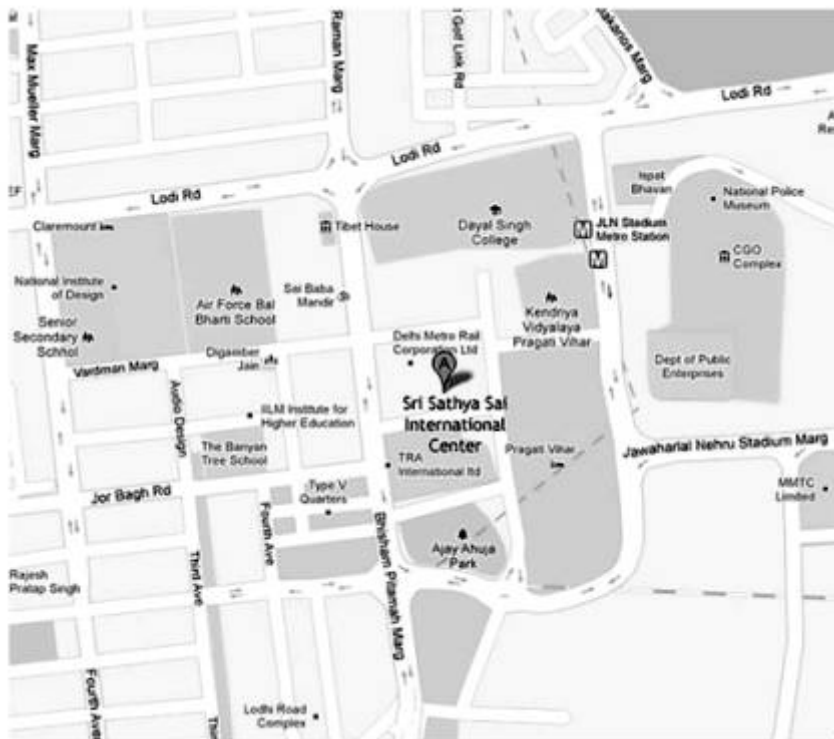 Max Mueller Marg
Raman Marg
Golf Link Rd
Marg
Lodi Rd
Lodi Rd
Lodi Rd
Claremount
Tibet House
Dayal Singh
College
JLN Stadium
Metro Station
Ispat
Bhavan
National Police
Museum
CGO
Complex
National Institute
of Design
Air Force Bal
Bharti School
Sai Baba
Mandir
Kendriya
Vidyalaya
Pragati Vihar
Senior
Secondary
School
Vardman Marg
Digamber
Jain
Delhi Metro Rail
Corporation Ltd
A
Dept of Public
Enterprises
Sri Sathya Sai
International
Center
Audio Design
IILM Institute for
Higher Education
The Banyan
Tree School
TRA
International ltd
Pragati Vihar
Jawaharlal Nehru Stadium Marg
MMTC
Limited
Jor Bagh Rd
Type V
Quarters
Fourth Ave
Third Ave
Bhisham Pitamah Marg
Ajay Ahuja
Park
Rajesh
Pratap Singh
Fourth Ave
Lodhi Road
Complex